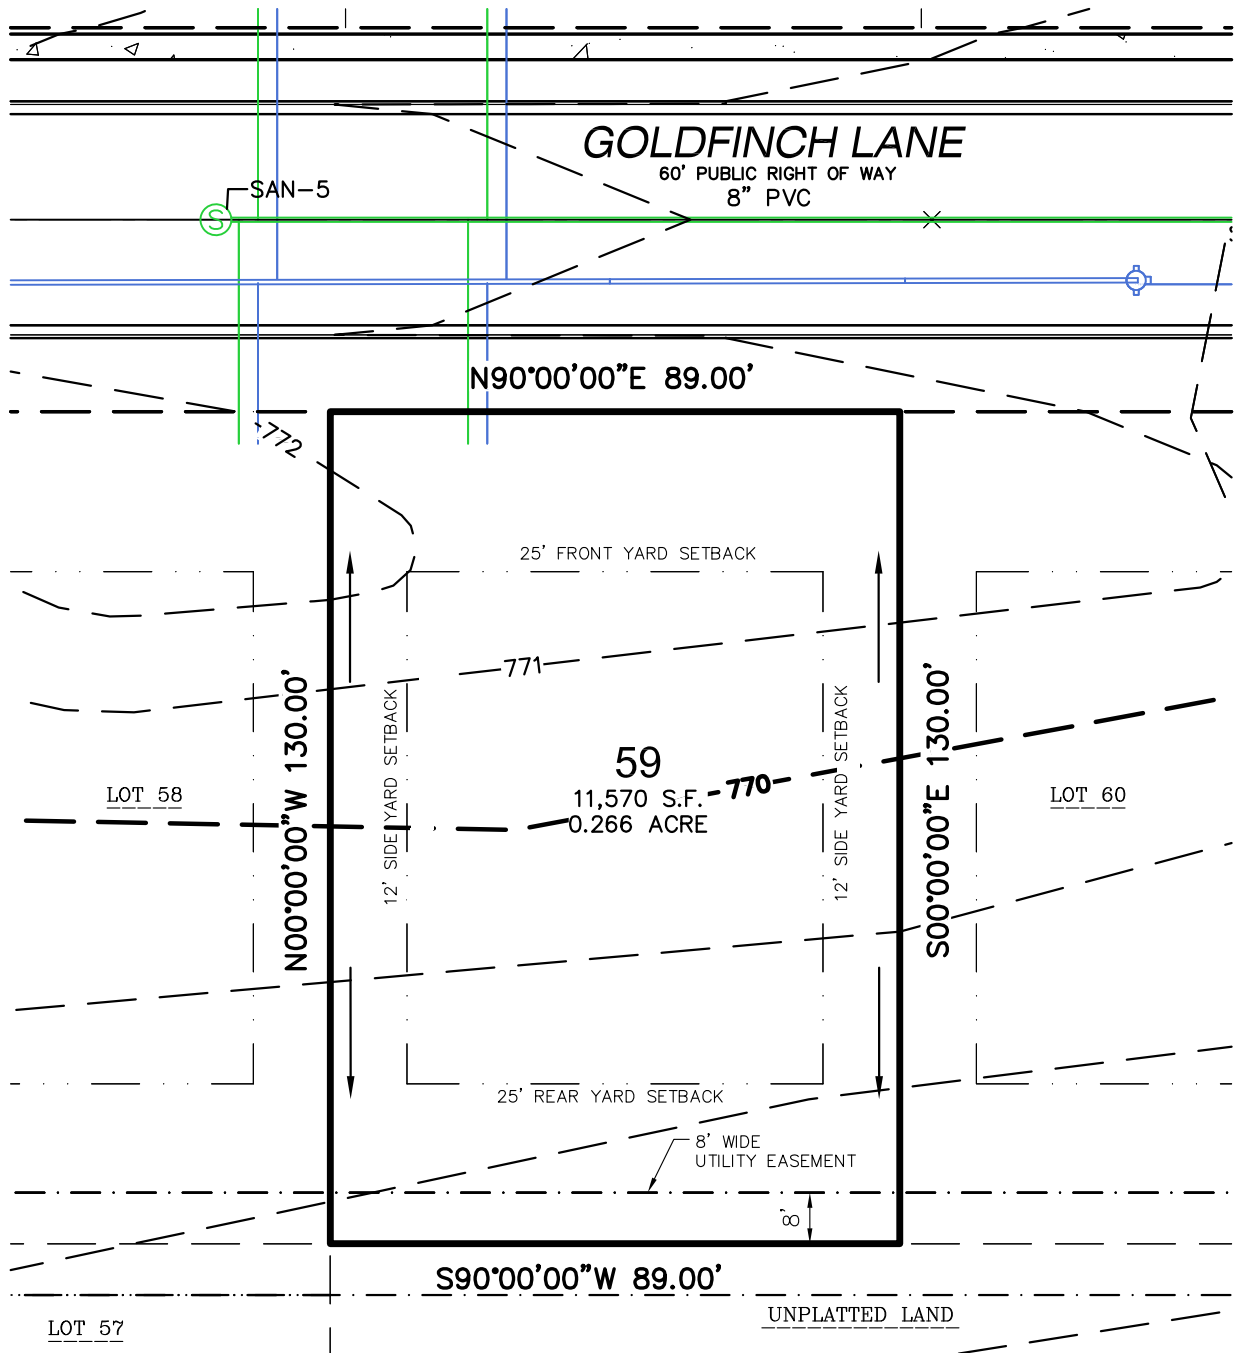 GOLDFINCH LANE
60' PUBLIC RIGHT OF WAY
8" PVC
SAN-5
S
N90°00'00"E 89.00'
772
25' FRONT YARD SETBACK
771
N00°00'00"W 130.00'
12' SIDE YARD SETBACK
59
11,570 S.F.
0.266 ACRE
770
12' SIDE YARD SETBACK
S00°00'00"E 130.00'
LOT 58
LOT 60
25' REAR YARD SETBACK
8' WIDE
UTILITY EASEMENT
8'
S90°00'00"W 89.00'
UNPLATTED LAND
LOT 57